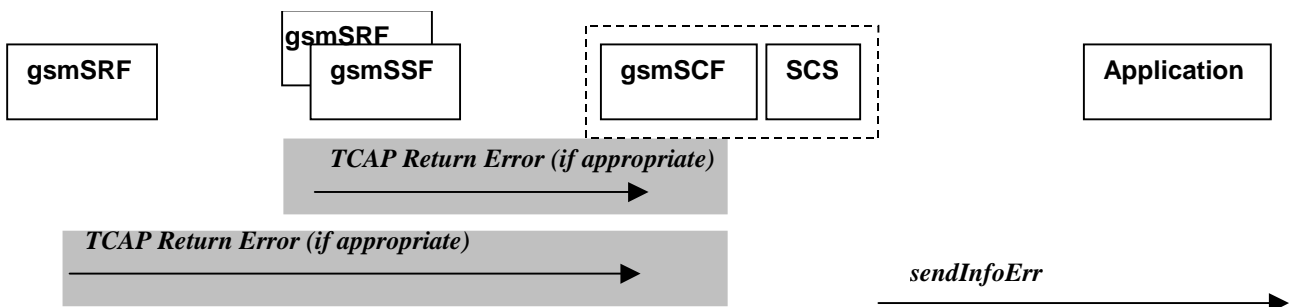 gsmSRF
gsmSRF
gsmSSF
gsmSCF
SCS
Application
TCAP Return Error (if appropriate)
TCAP Return Error (if appropriate)
sendInfoErr